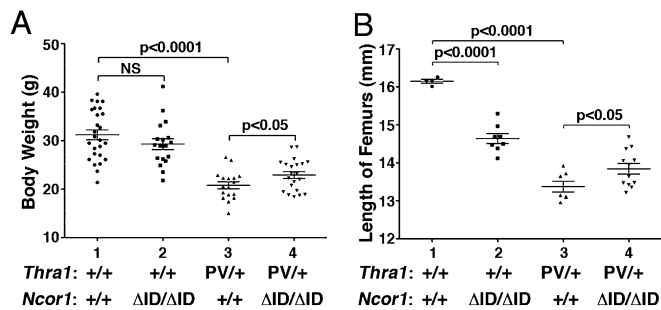 A
Body Weight (g)
50
40
30
20
10
p<0.0001
NS
p<0.05
1 2 3 4
Thra1: +/+ +/+ PV/+ PV/+
Ncor1: +/+ ΔID/ΔID +/+ ΔID/ΔID
B
Length of Femurs (mm)
17
16
15
14
13
12
p<0.0001
p<0.0001
p<0.05
1 2 3 4
Thra1: +/+ +/+ PV/+ PV/+
Ncor1: +/+ ΔID/ΔID +/+ ΔID/ΔID